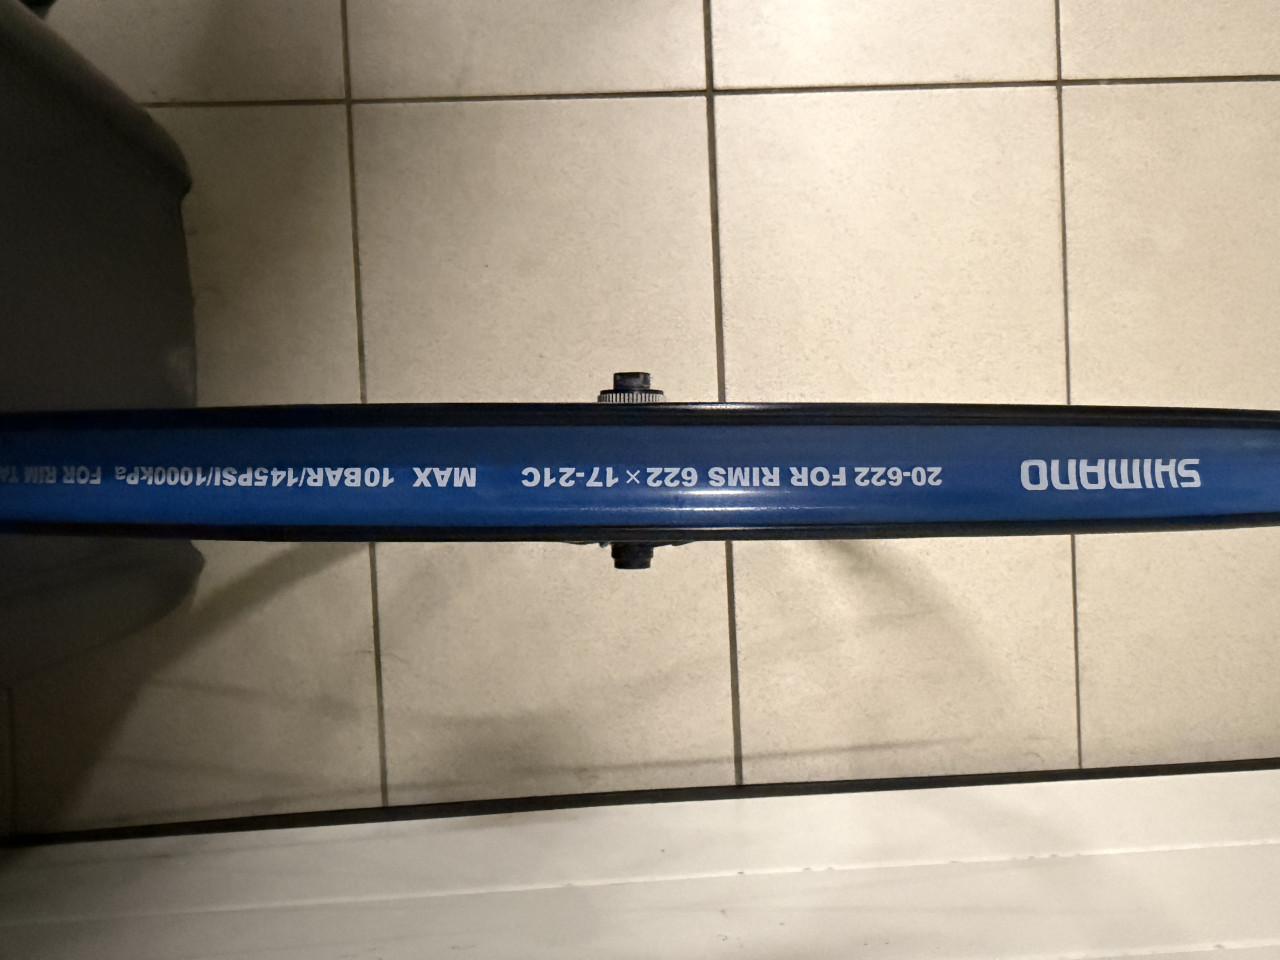 SHIMANO 20-622 FOR RIMS 622 × 17-21C MAX 10BAR/145PSI/1000kPa FOR RIM